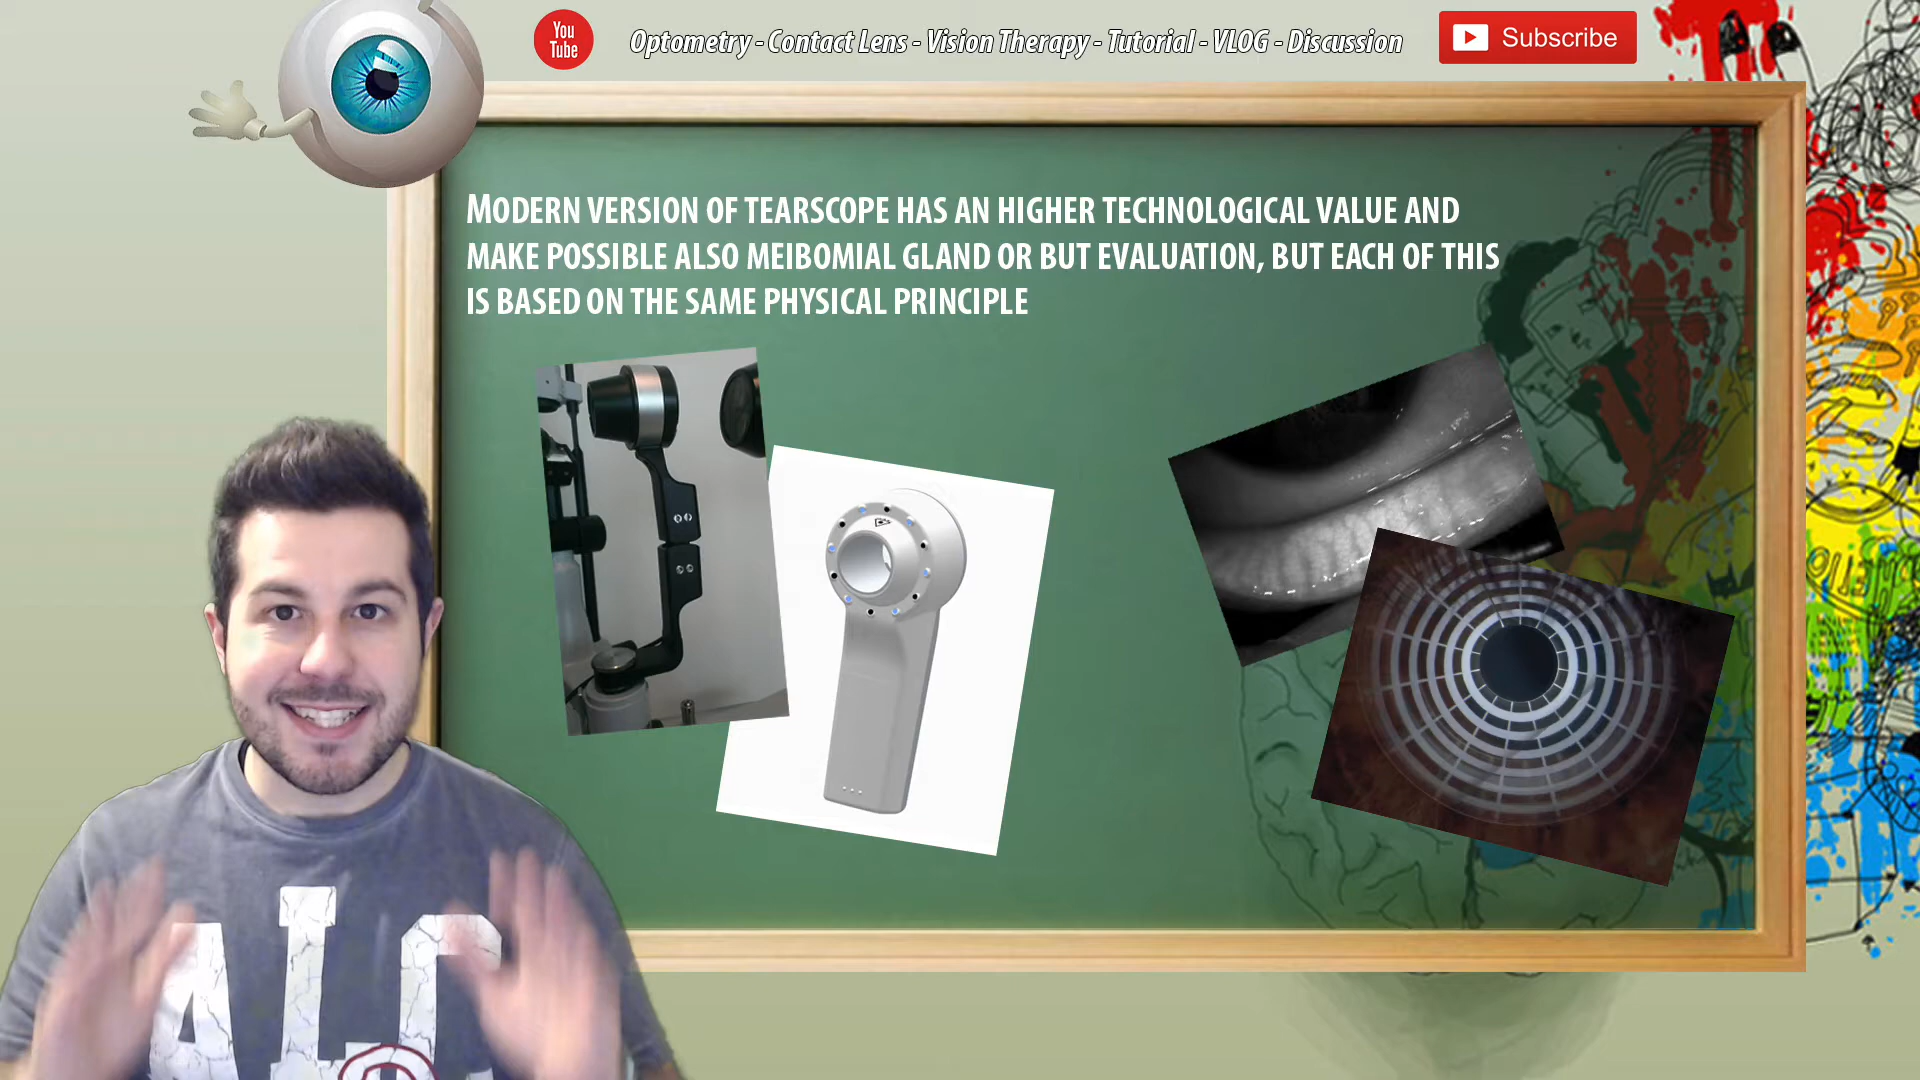 You
Tube
Optometry - Contact Lens - Vision Therapy - Tutorial - VLOG - Discussion
Subscribe
MODERN VERSION OF TEARSCOPE HAS AN HIGHER TECHNOLOGICAL VALUE AND
MAKE POSSIBLE ALSO MEIBOMIAL GLAND OR BUT EVALUATION, BUT EACH OF THIS
IS BASED ON THE SAME PHYSICAL PRINCIPLE